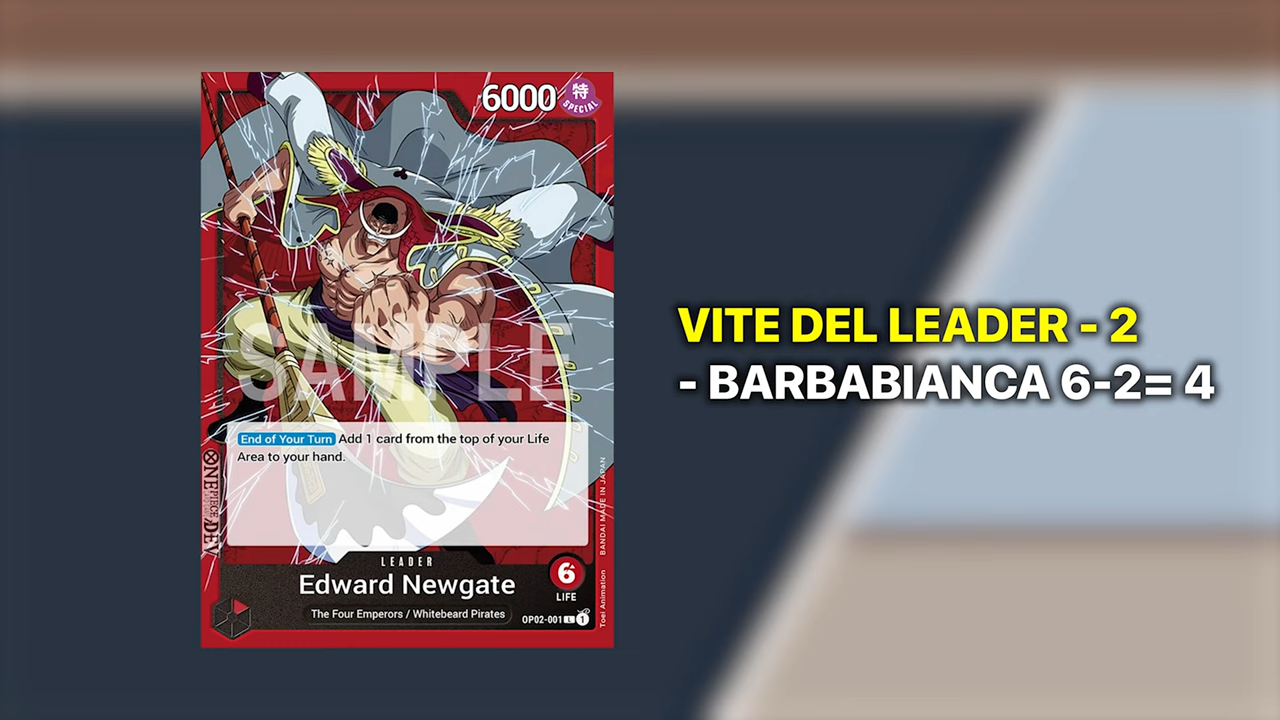 6000
特
SPECIAL
SAMPLE
End of Your Turn Add 1 card from the top of your Life
Area to your hand.
LEADER
Edward Newgate
6
LIFE
The Four Emperors / Whitebeard Pirates
OP02-001 L 1
Toei Animation BANDAI MADE IN JAPAN
VITE DEL LEADER - 2
- BARBABIANCA 6-2= 4